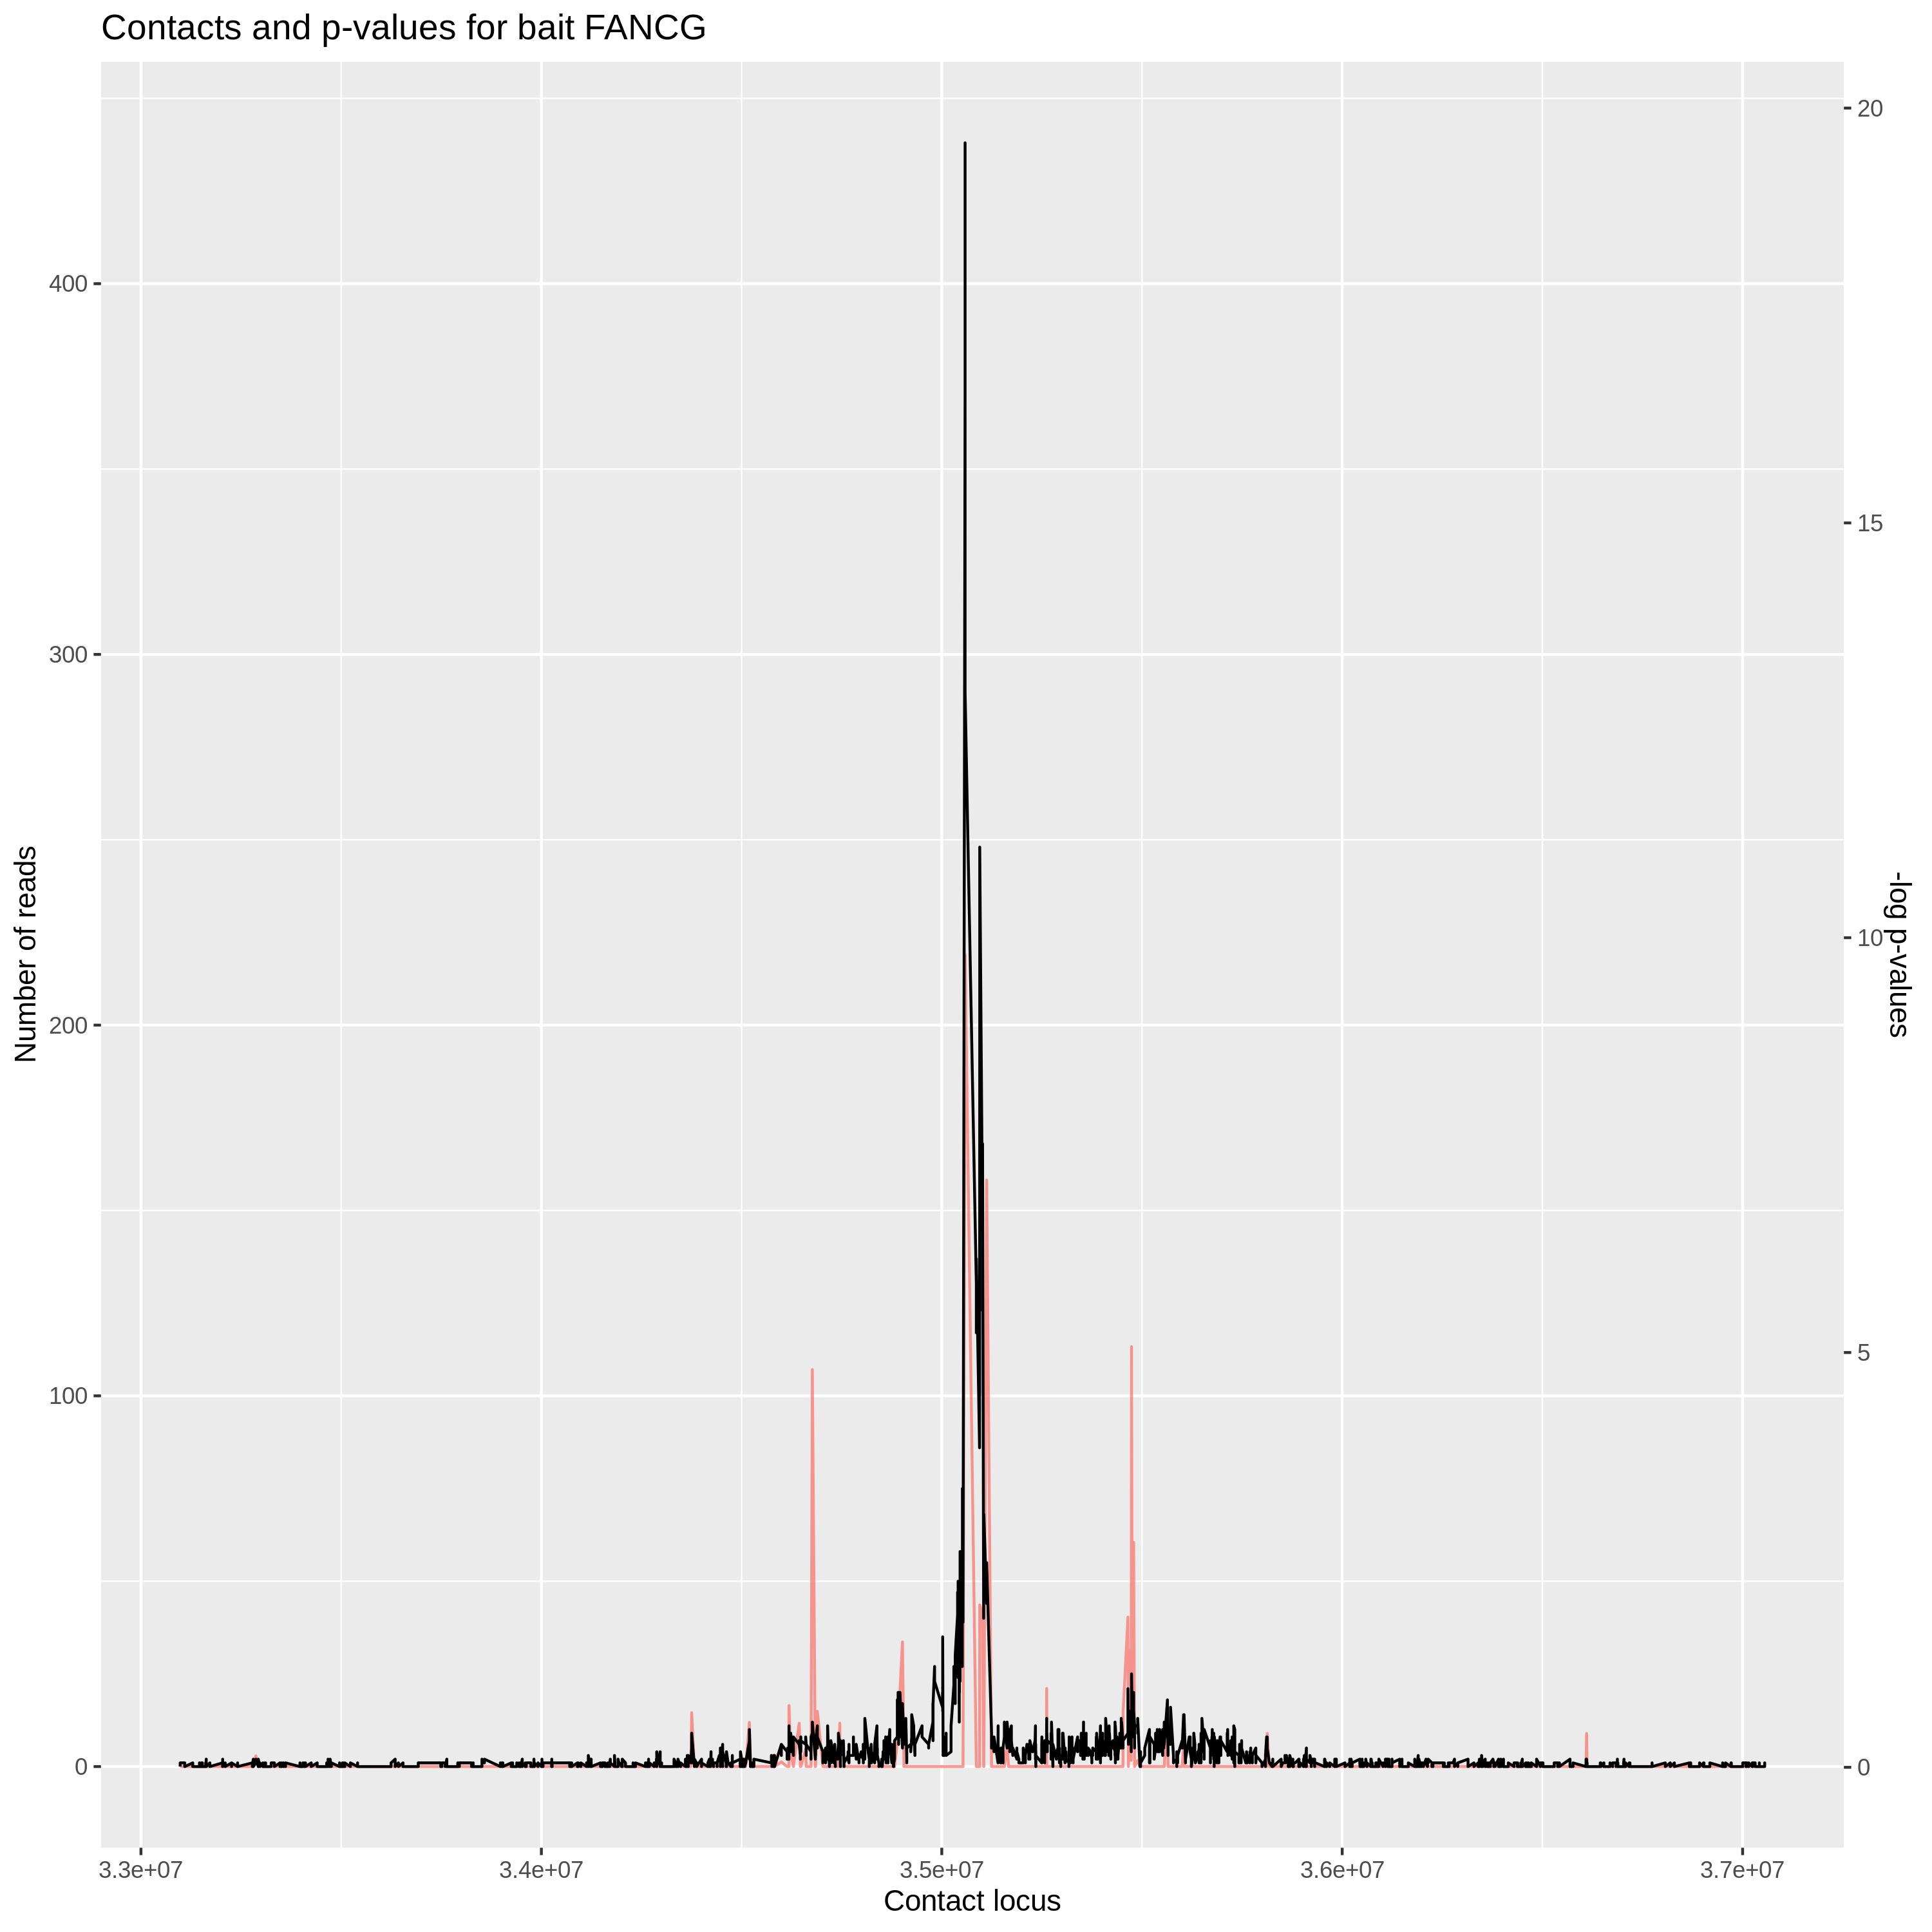 Contacts and p-values for bait FANCG
Number of reads
400
300
200
100
0
20
15
10
5
0
-log p-values
3.3e+07
3.4e+07
3.5e+07
3.6e+07
3.7e+07
Contact locus